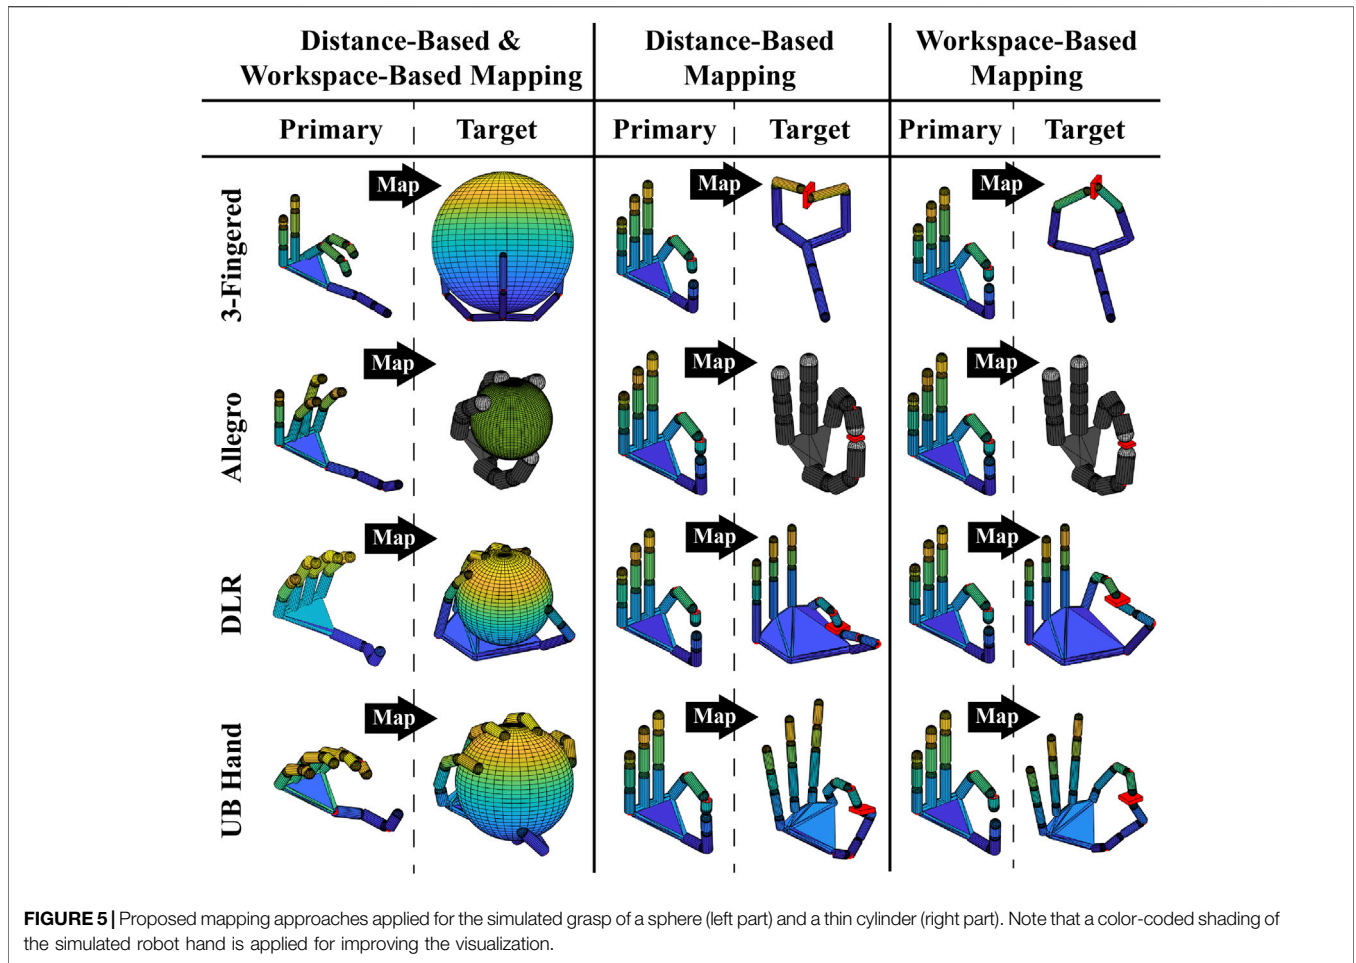 Distance-Based &
Workspace-Based Mapping
Distance-Based
Mapping
Workspace-Based
Mapping
Primary
Target
Primary
Target
Primary
Target
3-Fingered
Map
Map
Map
Allegro
Map
Map
Map
DLR
Map
Map
Map
UB Hand
Map
Map
Map
FIGURE 5 | Proposed mapping approaches applied for the simulated grasp of a sphere (left part) and a thin cylinder (right part). Note that a color-coded shading of
the simulated robot hand is applied for improving the visualization.